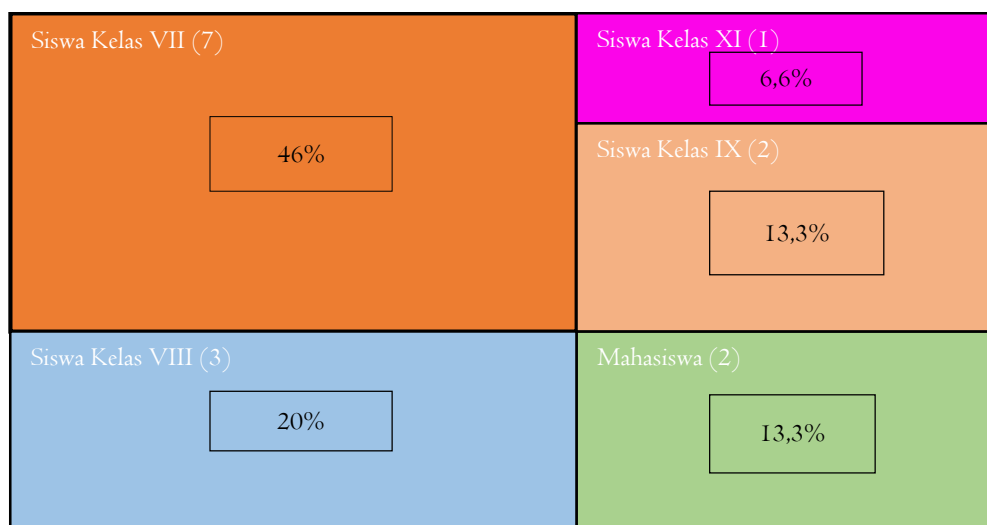 Siswa Kelas VII (7)
46%
Siswa Kelas XI (1)
6,6%
Siswa Kelas IX (2)
13,3%
Siswa Kelas VIII (3)
20%
Mahasiswa (2)
13,3%